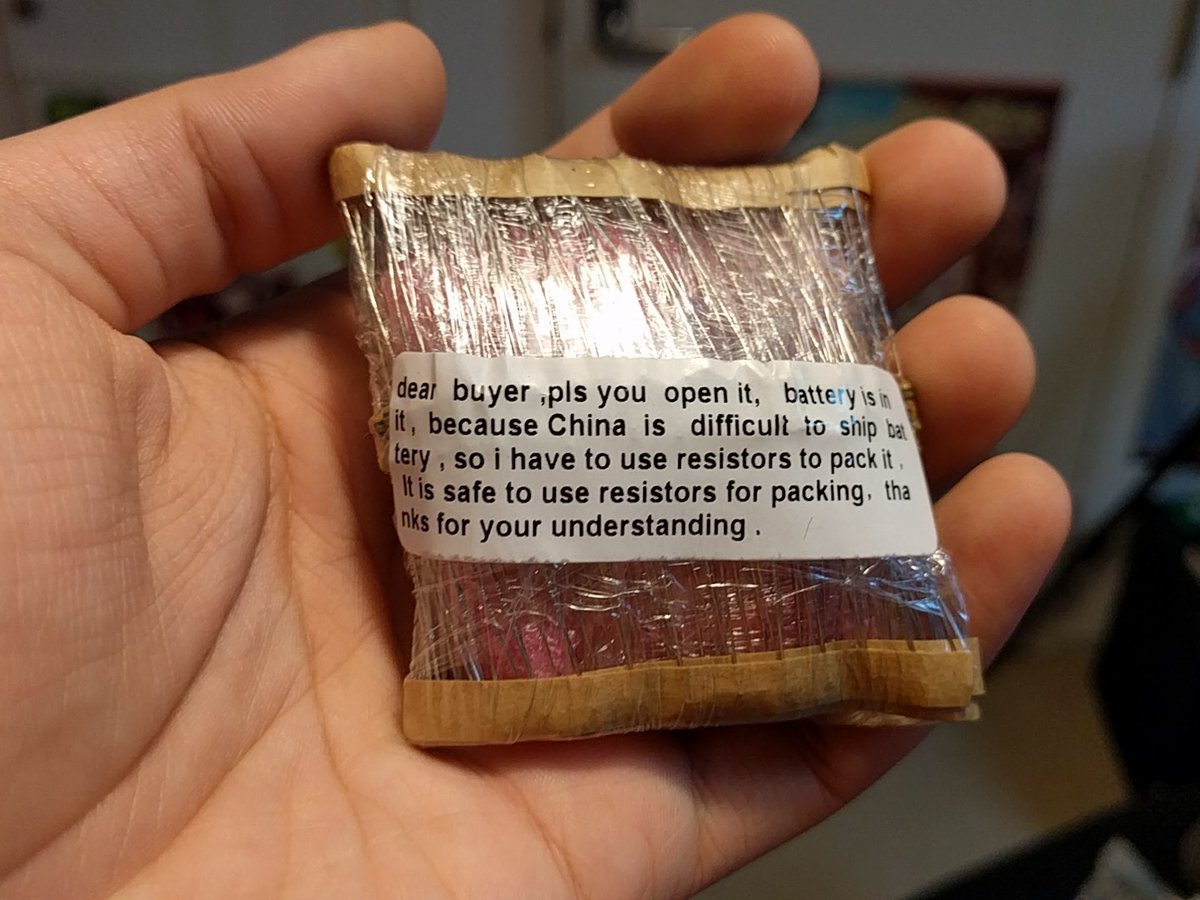 dear buyer ,pls you open it, battery is in
it, because China is difficult to ship bat
tery , so i have to use resistors to pack it .
It is safe to use resistors for packing, tha
nks for your understanding .